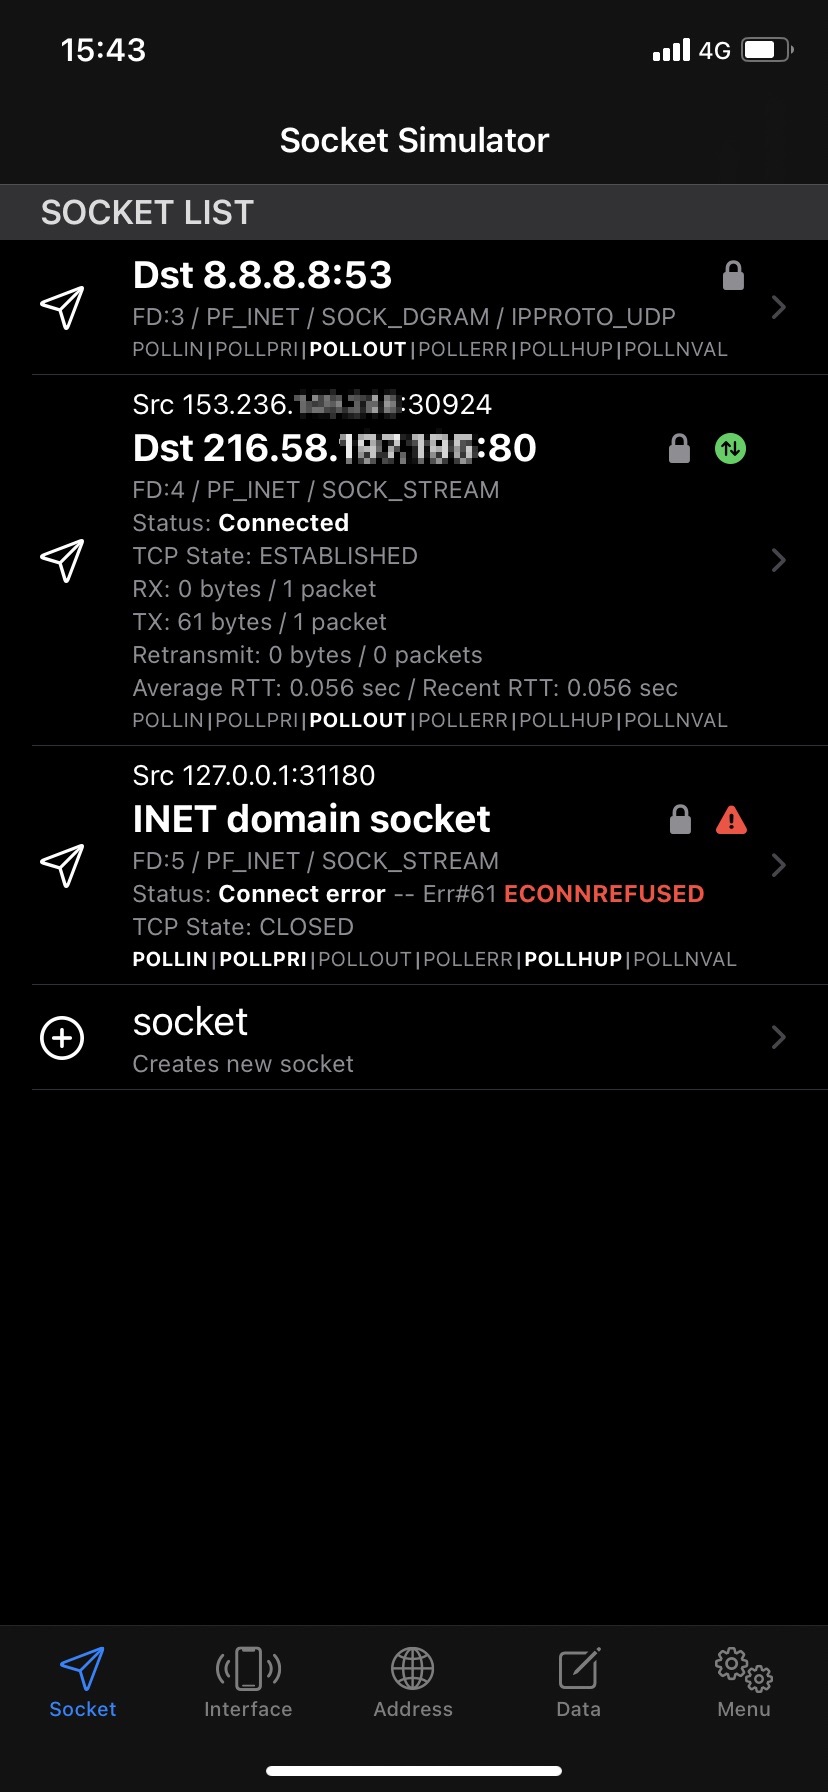 15:43
4G
Socket Simulator
SOCKET LIST
Dst 8.8.8.8:53
FD:3 / PF_INET / SOCK_DGRAM / IPPROTO_UDP
POLLIN|POLLPRI|POLLOUT|POLLERR|POLLHUP|POLLNVAL
Src 153.236. :30924
Dst 216.58. :80
FD:4 / PF_INET / SOCK_STREAM
Status: Connected
TCP State: ESTABLISHED
RX: 0 bytes / 1 packet
TX: 61 bytes / 1 packet
Retransmit: 0 bytes / 0 packets
Average RTT: 0.056 sec / Recent RTT: 0.056 sec
POLLIN|POLLPRI|POLLOUT|POLLERR|POLLHUP|POLLNVAL
Src 127.0.0.1:31180
INET domain socket
FD:5 / PF_INET / SOCK_STREAM
Status: Connect error -- Err#61 ECONNREFUSED
TCP State: CLOSED
POLLIN|POLLPRI|POLLOUT|POLLERR|POLLHUP|POLLNVAL
socket
Creates new socket
Socket
Interface
Address
Data
Menu